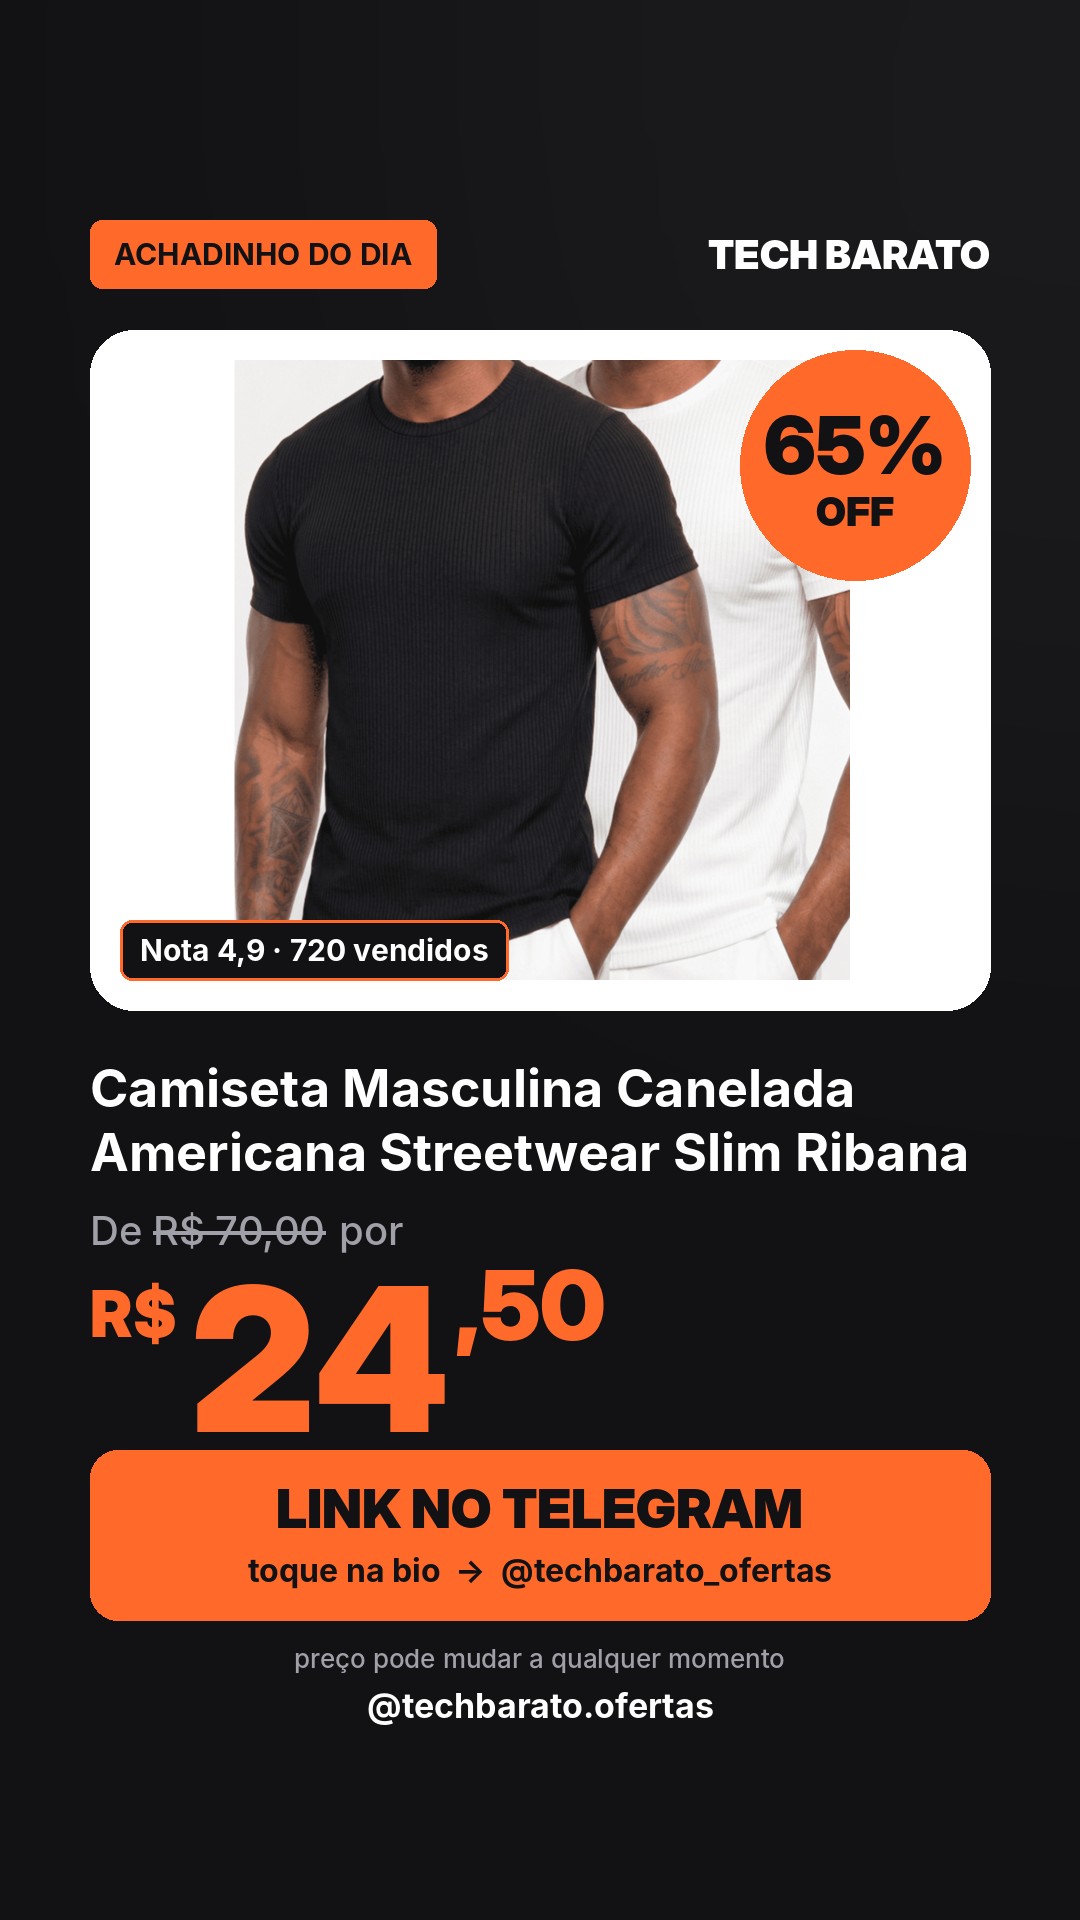 ACHADINHO DO DIA
TECH BARATO
65%
OFF
Nota 4,9 · 720 vendidos
Camiseta Masculina Canelada
Americana Streetwear Slim Ribana
De R$ 70,00 por
R$ 24,50
LINK NO TELEGRAM
toque na bio → @techbarato_ofertas
preço pode mudar a qualquer momento
@techbarato.ofertas